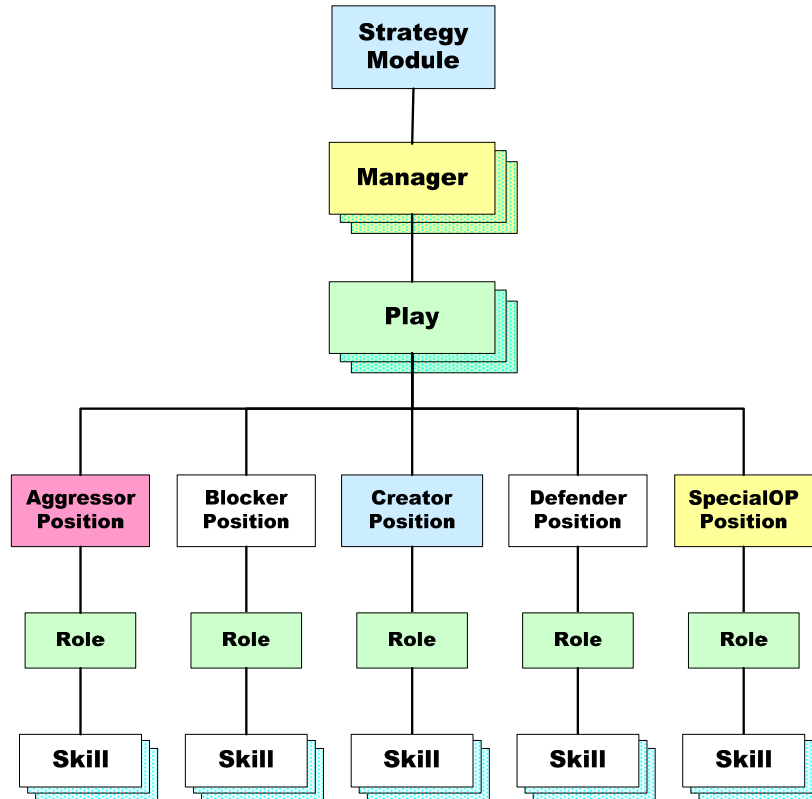 Strategy
Module
Manager
Play
Aggressor
Position
Blocker
Position
Creator
Position
Defender
Position
SpecialOP
Position
Role
Role
Role
Role
Role
Skill
Skill
Skill
Skill
Skill